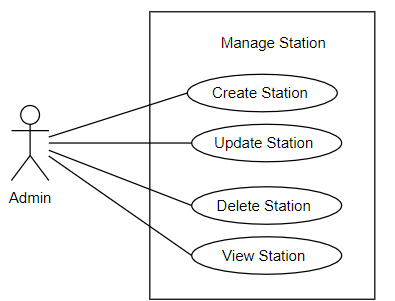 Manage Station
Create Station
Update Station
Admin
Delete Station
View Station